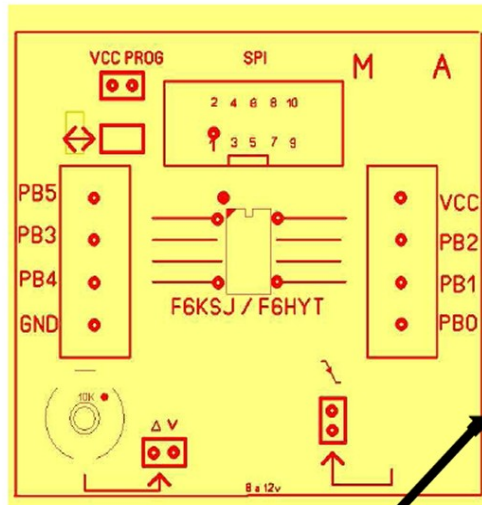 VCC PROG SPI M A
2 4 6 8 10
3 5 7 9
PB5 VCC
PB3 PB2
PB4 PB1
GND PB0
F6KSJ / F6HYT
10K
8 a 12v